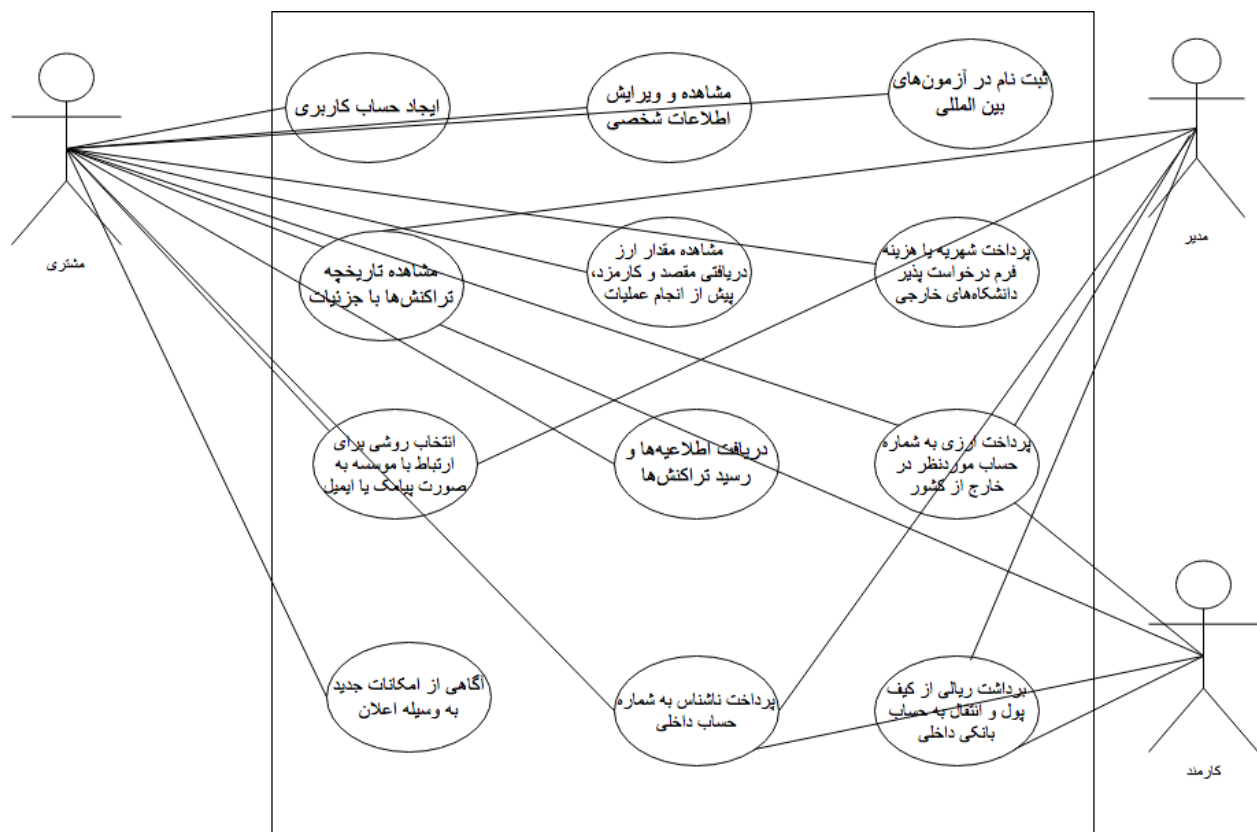 ثبت نام در آزمون‌های
بین المللی
مشاهده و ویرایش
اطلاعات شخصی
ایجاد حساب کاربری
مدیر
مشتری
پرداخت شهریه یا هزینه
فرم درخواست پذیر
دانشگاه‌های خارجی
مشاهده مقدار ارز
دریافتی مقصد و کارمزد،
پیش از انجام عملیات
مشاهده تاریخچه
تراکنش‌ها با جزئیات
پرداخت ارزی به شماره
حساب موردنظر در
خارج از کشور
دریافت اطلاعیه‌ها و
رسید تراکنش‌ها
انتخاب روشی برای
ارتباط با موسسه به
صورت پیامک یا ایمیل
برداشت ریالی از کیف
پول و انتقال به حساب
بانکی داخلی
پرداخت ناشناس به شماره
حساب داخلی
آگاهی از امکانات جدید
به وسیله اعلان
کارمند